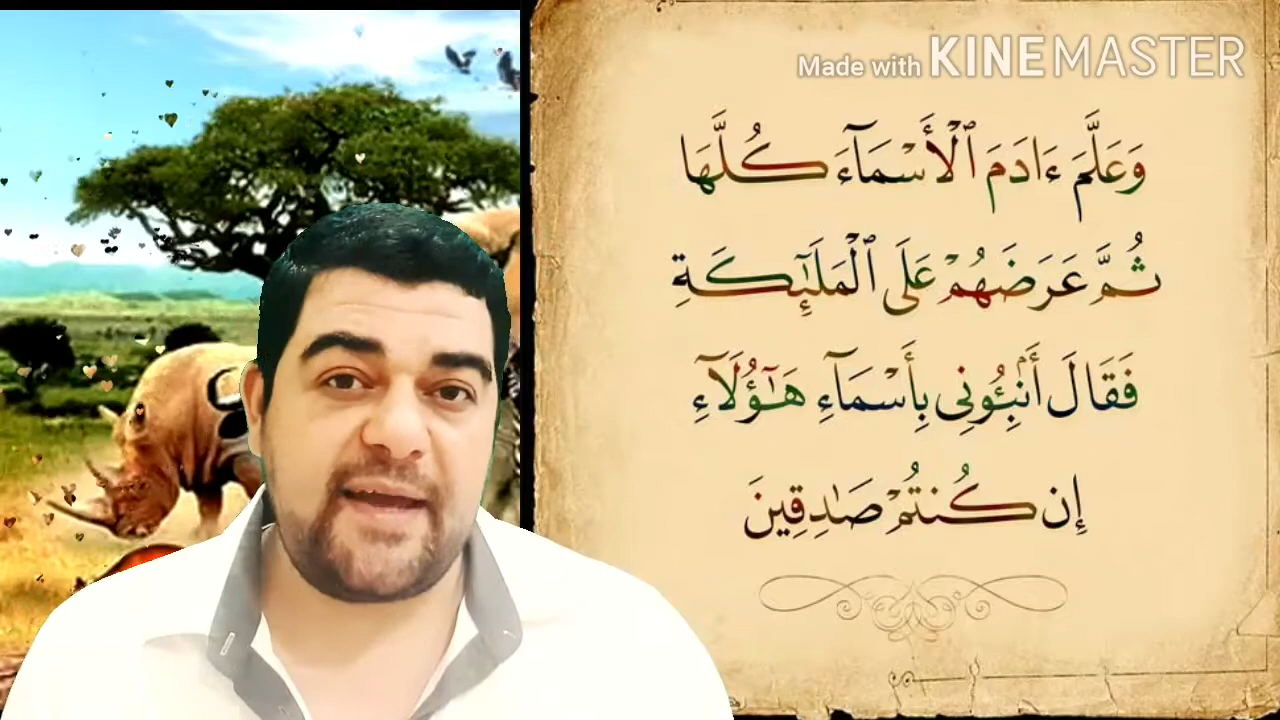 Made with KINEMASTER
وَعَلَّمَ ءَادَمَ ٱلْأَسْمَآءَ كُلَّهَا
ثُمَّ عَرَضَهُمْ عَلَى ٱلْمَلَٰٓئِكَةِ
فَقَالَ أَنۢبِـُٔونِى بِأَسْمَآءِ هَٰٓؤُلَآءِ
إِن كُنتُمْ صَٰدِقِينَ